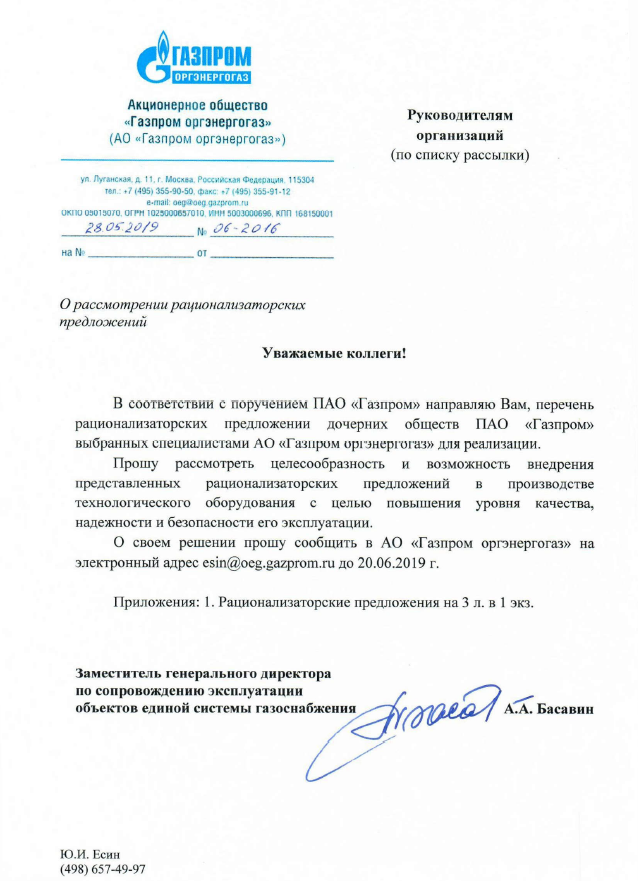 ГАЗПРОМ
ОРГЭНЕРГОГАЗ
Акционерное общество
«Газпром оргэнергогаз»
(АО «Газпром оргэнергогаз»)
Руководителям
организаций
(по списку рассылки)
ул. Луганская, д. 11, г. Москва, Российская Федерация, 115304
тел.: +7 (495) 355-90-50, факс: +7 (495) 355-91-12
e-mail: oeg@oeg.gazprom.ru
ОКПО 05015070, ОГРН 1025000657010, ИНН 5003000696, КПП 168150001
28.05.2019 № 06-2016
на № от
О рассмотрении рационализаторских
предложений
Уважаемые коллеги!
В соответствии с поручением ПАО «Газпром» направляю Вам, перечень
рационализаторских предложении дочерних обществ ПАО «Газпром»
выбранных специалистами АО «Газпром оргэнергогаз» для реализации.
Прошу рассмотреть целесообразность и возможность внедрения
представленных рационализаторских предложений в производстве
технологического оборудования с целью повышения уровня качества,
надежности и безопасности его эксплуатации.
О своем решении прошу сообщить в АО «Газпром оргэнергогаз» на
электронный адрес esin@oeg.gazprom.ru до 20.06.2019 г.
Приложения: 1. Рационализаторские предложения на 3 л. в 1 экз.
Заместитель генерального директора
по сопровождению эксплуатации
объектов единой системы газоснабжения А.А. Басавин
Ю.И. Есин
(498) 657-49-97